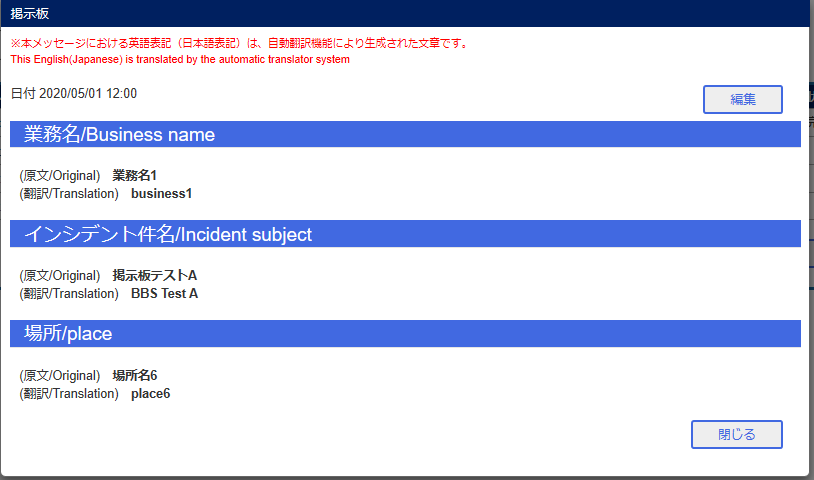 掲示板
※本メッセージにおける英語表記（日本語表記）は、自動翻訳機能により生成された文章です。
This English(Japanese) is translated by the automatic translator system
日付 2020/05/01 12:00
編集
業務名/Business name
(原文/Original) 業務名1
(翻訳/Translation) business1
インシデント件名/Incident subject
(原文/Original) 掲示板テストA
(翻訳/Translation) BBS Test A
場所/place
(原文/Original) 場所名6
(翻訳/Translation) place6
閉じる